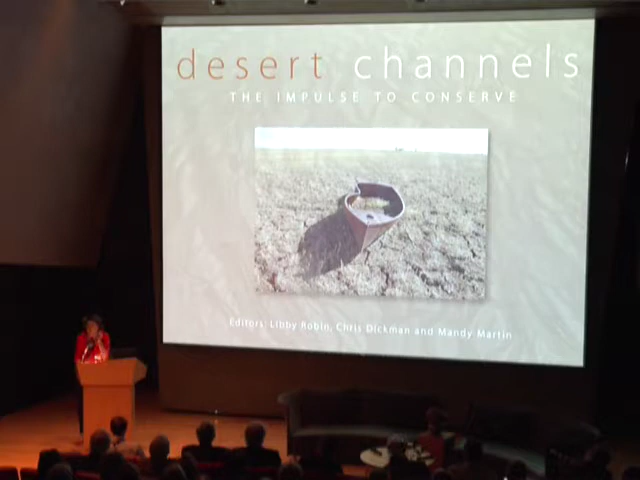 desert channels
THE IMPULSE TO CONSERVE
Editors: Libby Robin, Chris Dickman and Mandy Martin